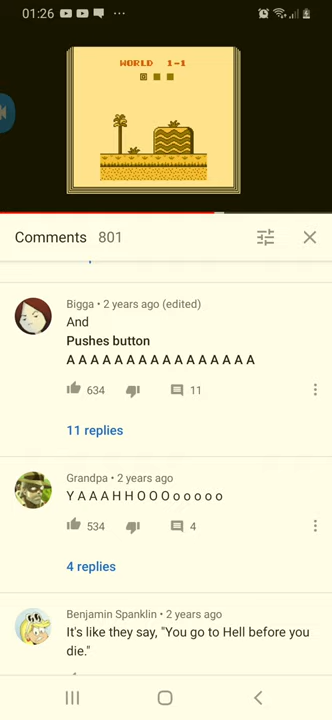 01:26
WORLD 1-1
Comments 801
Bigga • 2 years ago (edited)
And
Pushes button
A A A A A A A A A A A A A A A A
634
11
11 replies
Grandpa • 2 years ago
Y A A A H H O O O o o o o o
534
4
4 replies
Benjamin Spanklin • 2 years ago
It's like they say, "You go to Hell before you
die."